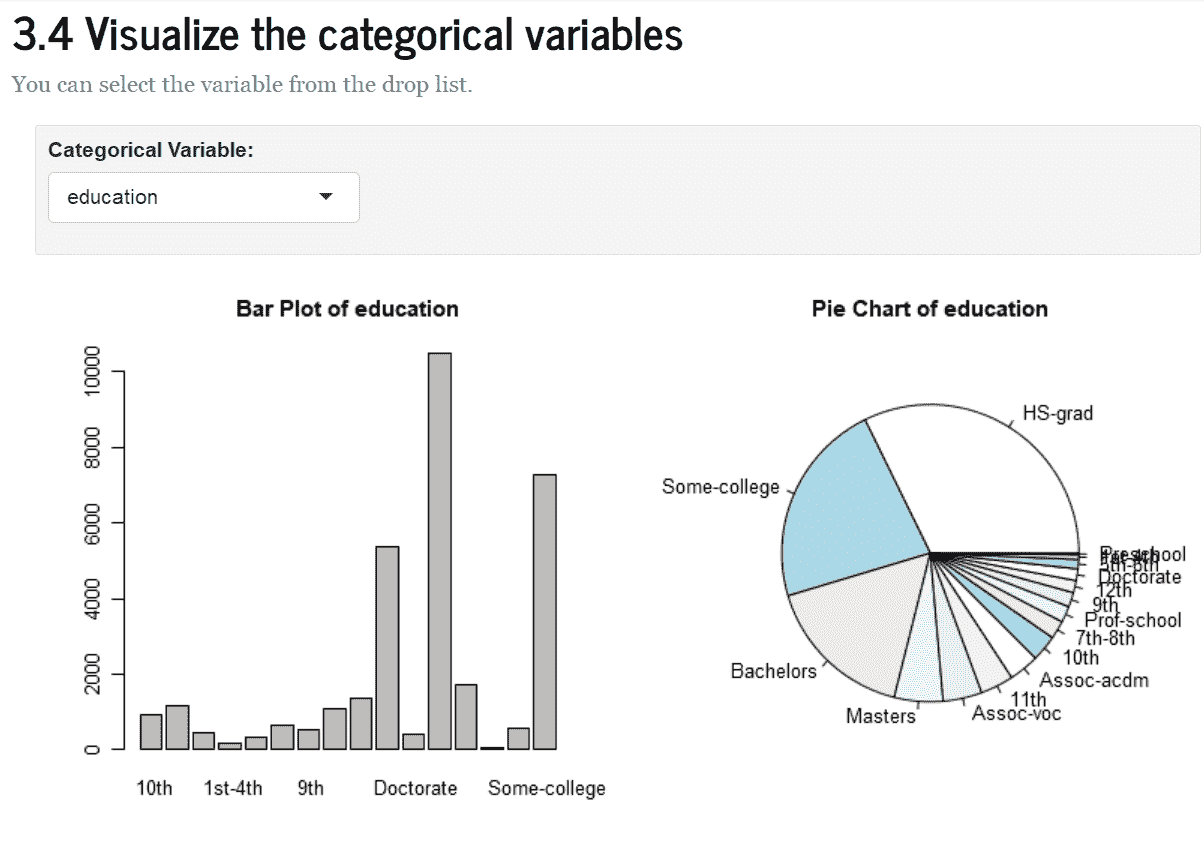 3.4 Visualize the categorical variables
You can select the variable from the drop list.
Categorical Variable:
education
Bar Plot of education
10000
8000
6000
4000
2000
0
10th 1st-4th 9th Doctorate Some-college
Pie Chart of education
HS-grad
Some-college
Bachelors
Masters
Assoc-voc
11th
Assoc-acdm
10th
7th-8th
Prof-school
9th
12th
Doctorate
5th-6th
Preschool